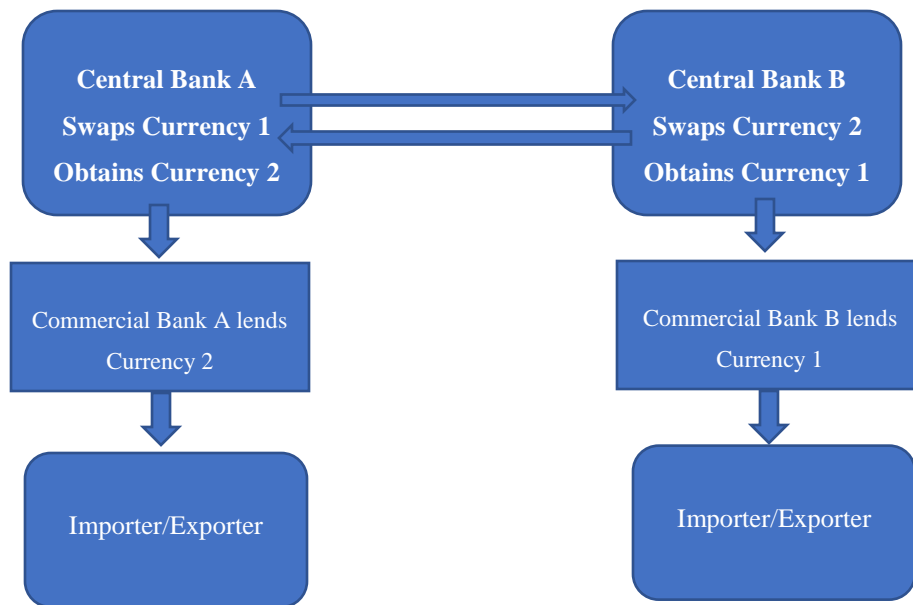 Central Bank A
Swaps Currency 1
Obtains Currency 2
Central Bank B
Swaps Currency 2
Obtains Currency 1
Commercial Bank A lends
Currency 2
Commercial Bank B lends
Currency 1
Importer/Exporter
Importer/Exporter